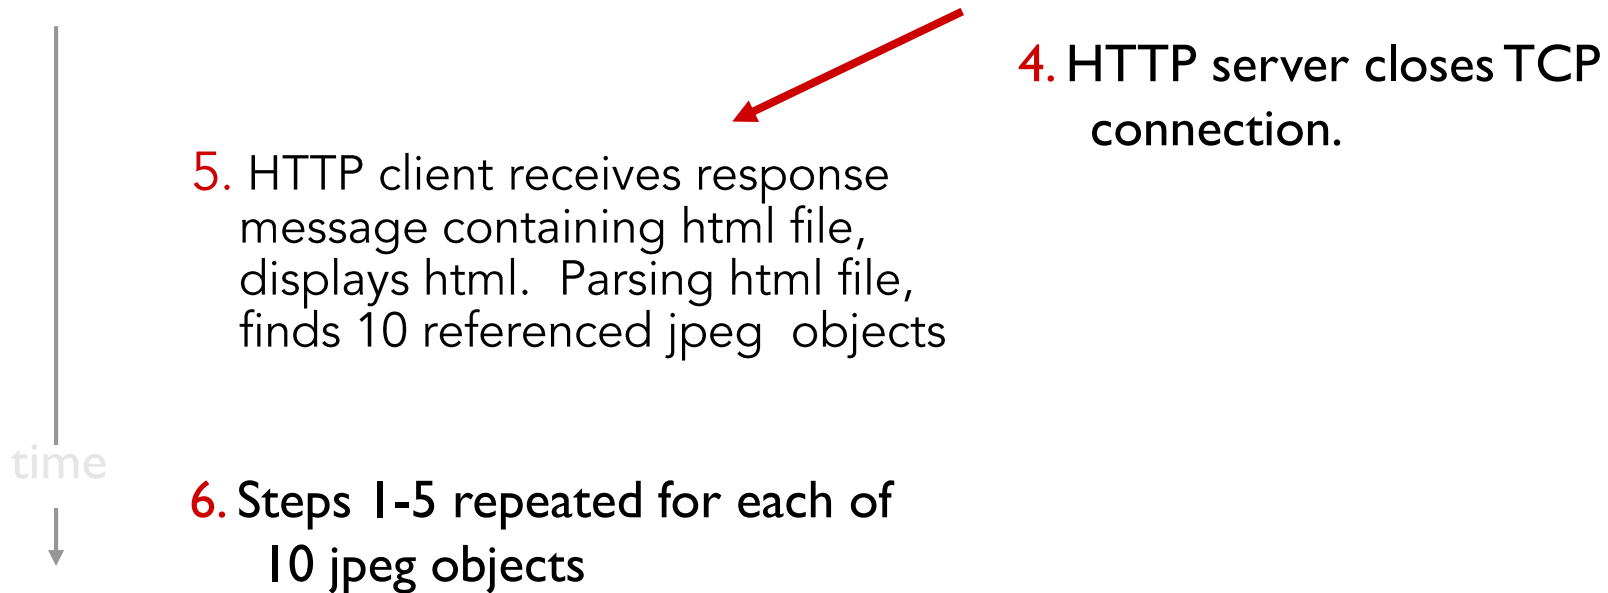 4. HTTP server closes TCP
connection.
5. HTTP client receives response
message containing html file,
displays html.  Parsing html file,
finds 10 referenced jpeg  objects
time
6. Steps 1-5 repeated for each of
10 jpeg objects